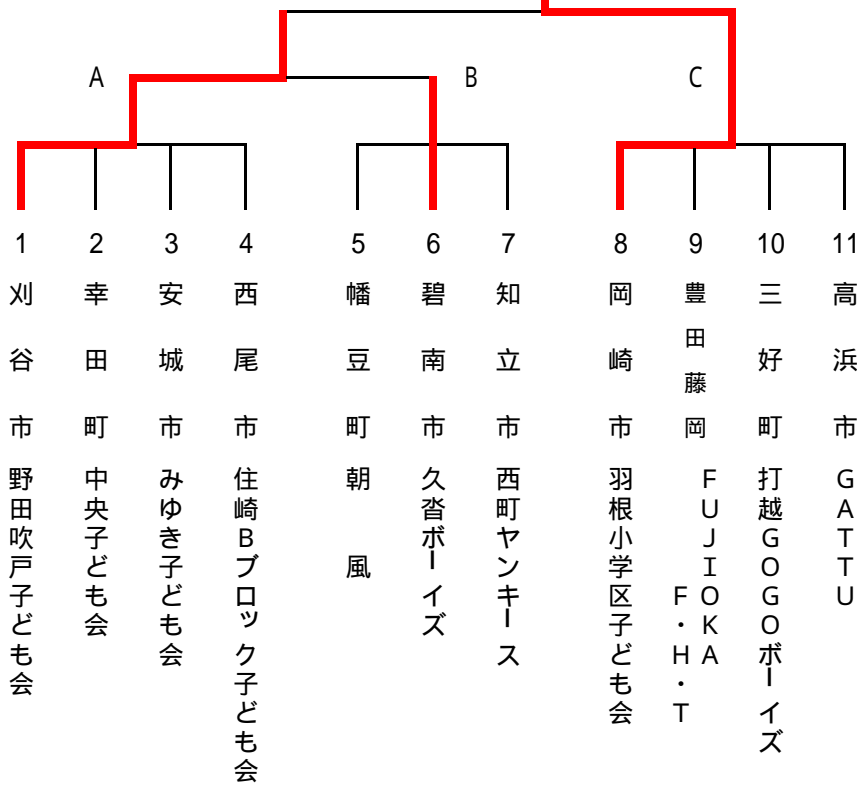 A
B
C
1
2
3
4
5
6
7
8
9
10
11
刈谷市 野田吹戸子ども会
幸田町 中央子ども会
安城市 みゆき子ども会
西尾市 住崎Bブロック子ども会
幡豆町 朝風
碧南市 久沓ボーイズ
知立市 西町ヤンキース
岡崎市 羽根小学区子ども会
豊田藤岡 FUJIOKA
F・H・T
三好町 打越GOGOボーイズ
高浜市 GATTU